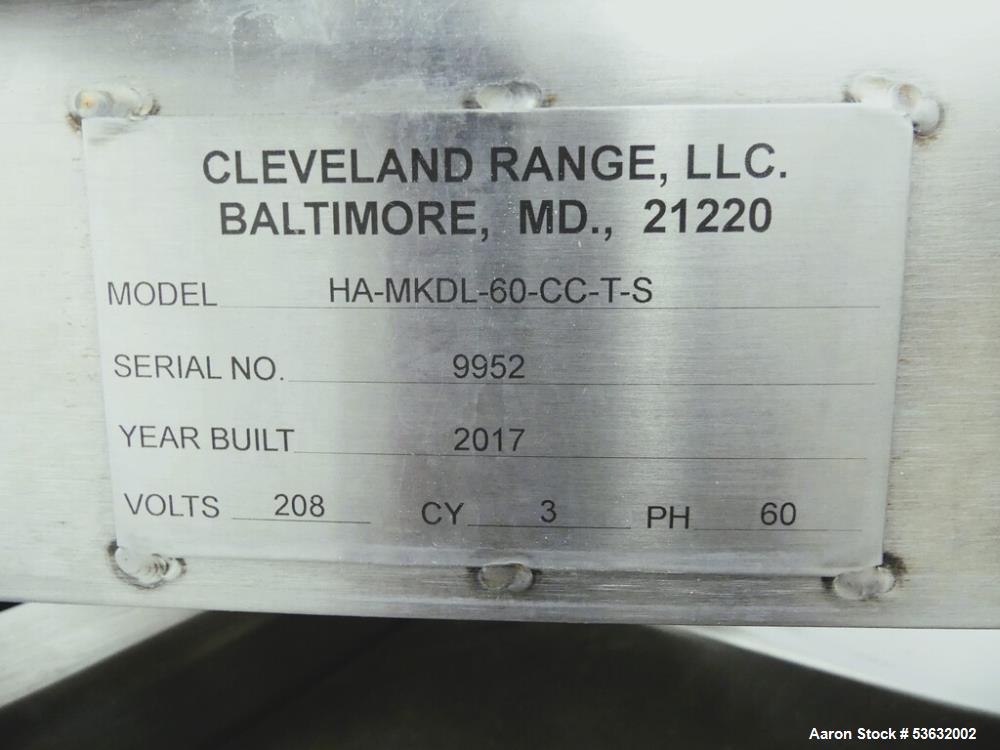 CLEVELAND RANGE, LLC.
BALTIMORE, MD., 21220
MODEL HA-MKDL-60-CC-T-S
SERIAL NO. 9952
YEAR BUILT 2017
VOLTS 208 CY 3 PH 60
Aaron Stock # 53632002